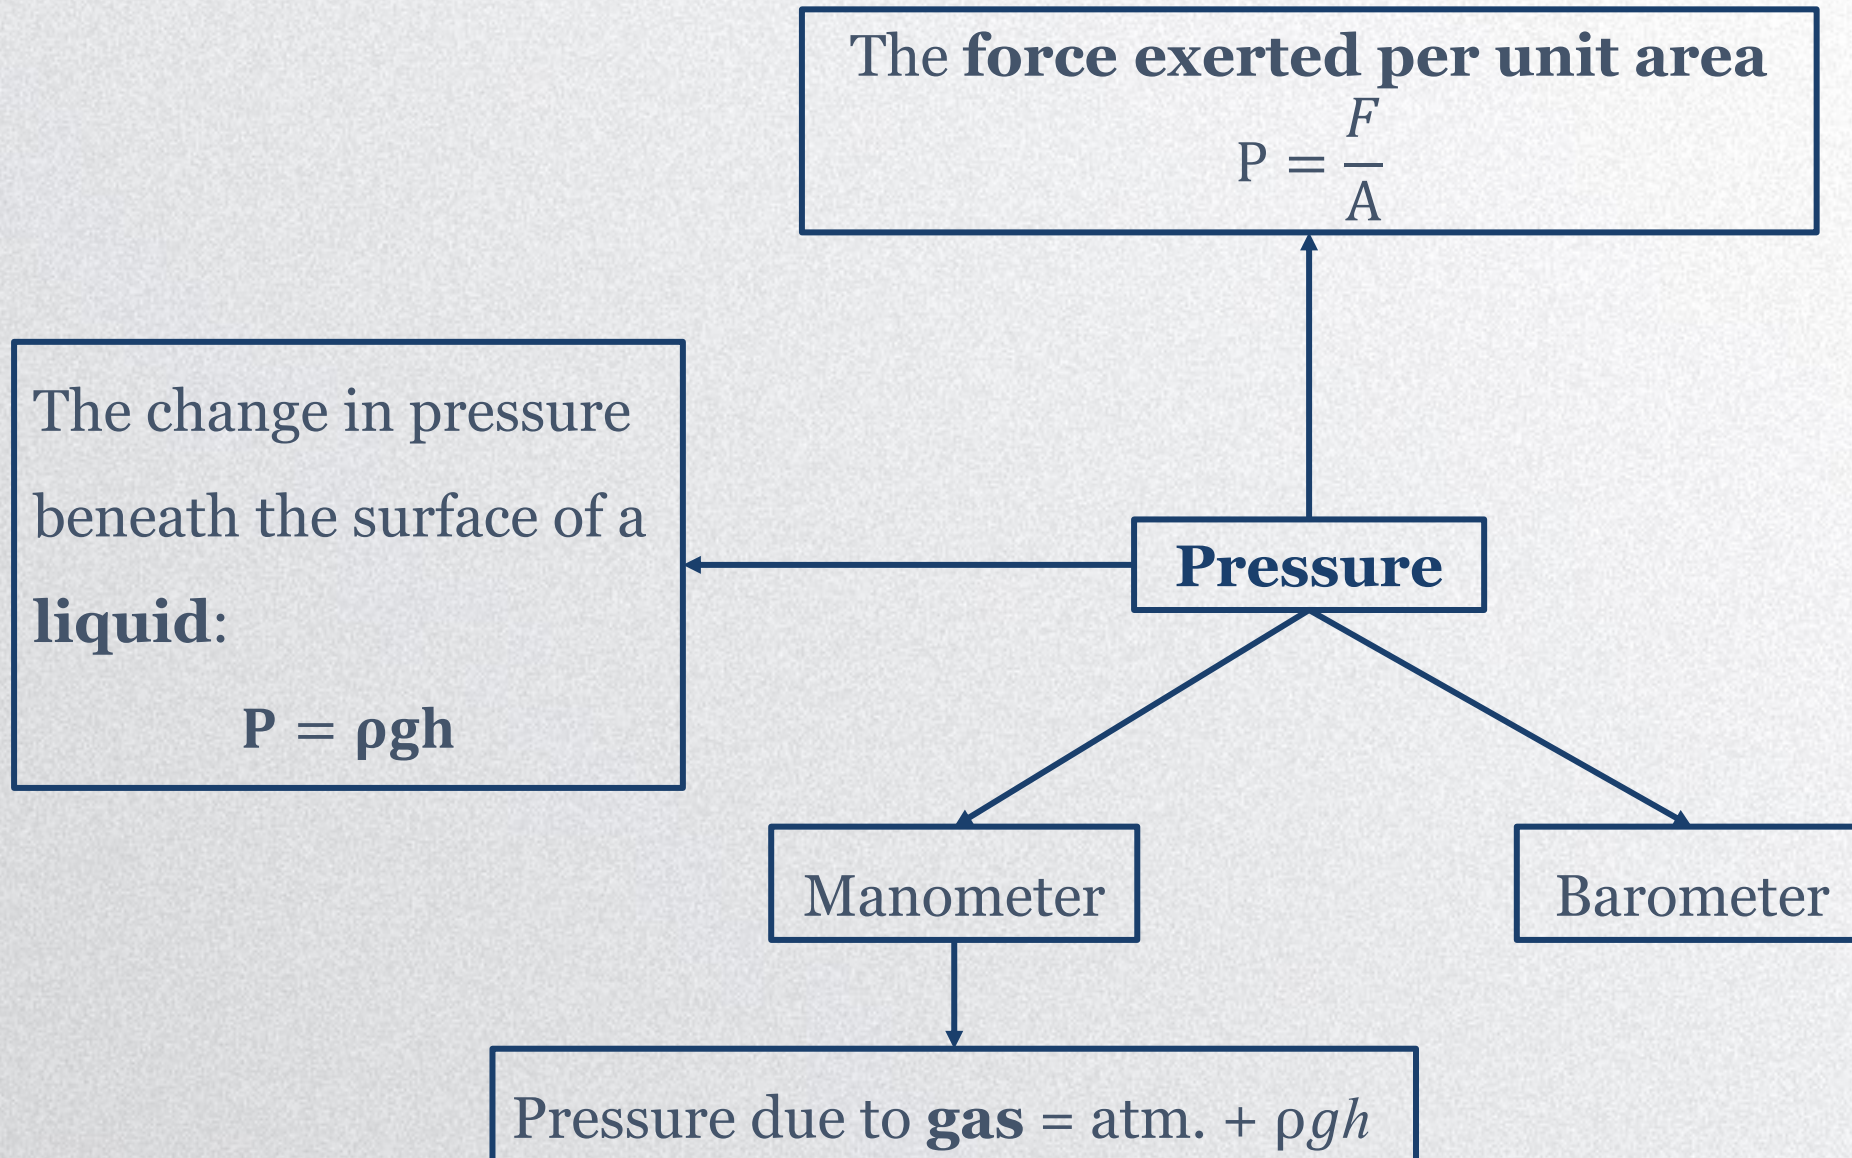 The force exerted per unit area
P = F/A
The change in pressure
beneath the surface of a
liquid:
P = ρgh
Pressure
Manometer
Barometer
Pressure due to gas = atm. + ρgh